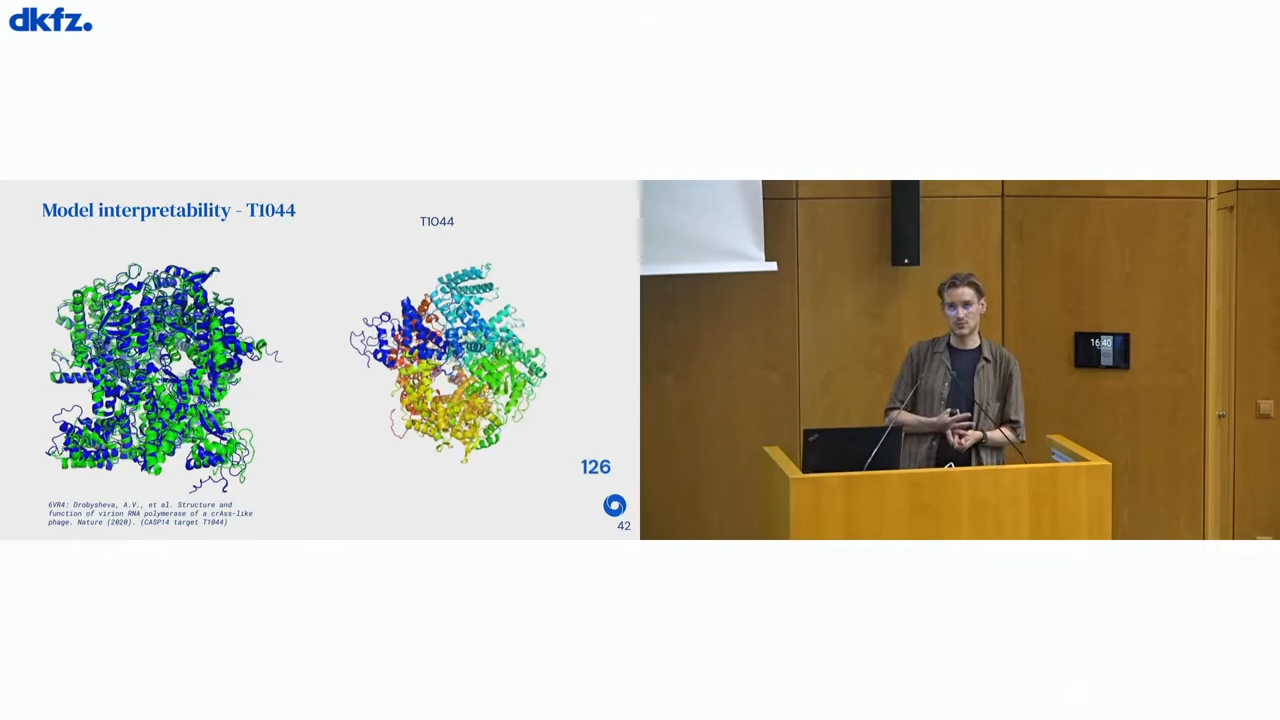 dkfz.
Model interpretability - T1044
T1044
126
6VR4: Drobysheva, A.V., et al. Structure and
function of virion RNA polymerase of a crAss-like
phage. Nature (2020). (CASP14 target T1044)
42
16:40